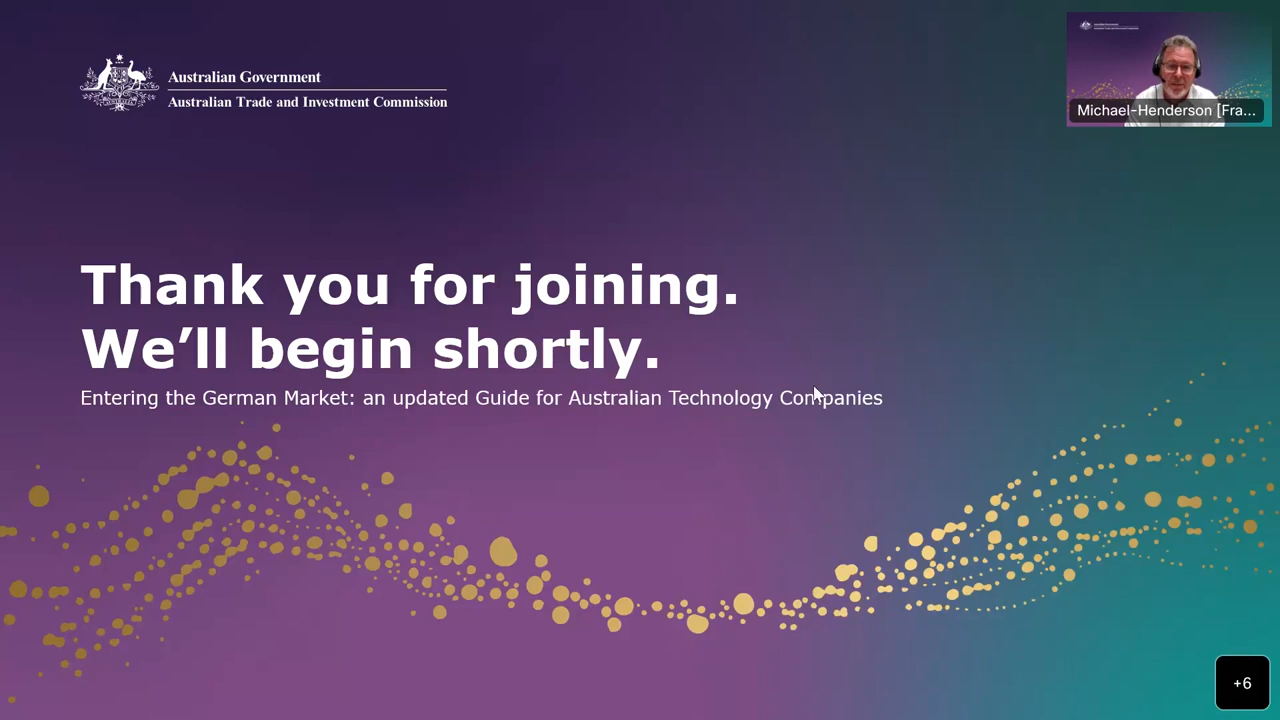 Australian Government
Australian Trade and Investment Commission
Michael-Henderson [Fra...
Thank you for joining.
We’ll begin shortly.
Entering the German Market: an updated Guide for Australian Technology Companies
+6